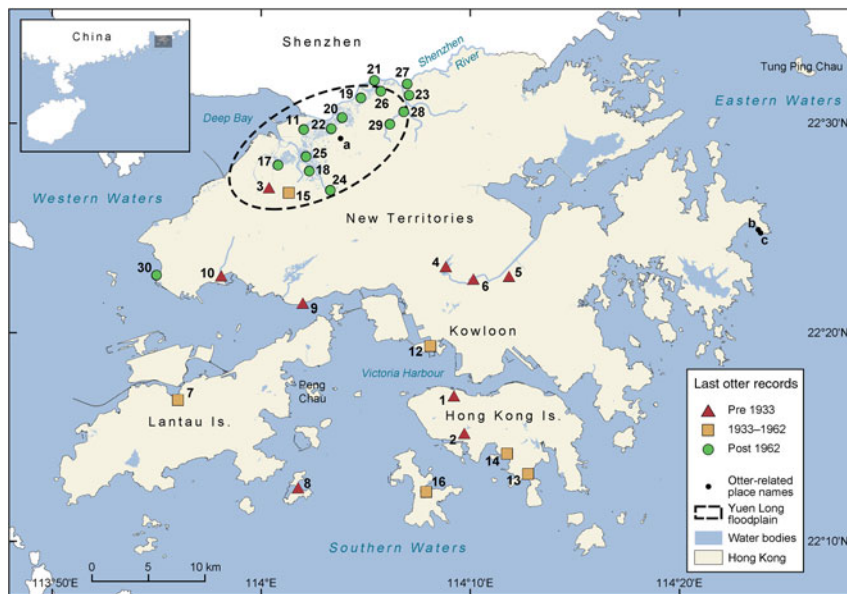 China
Shenzhen
Shenzhen
River
Tung Ping Chau
Eastern Waters
Deep Bay
22°30'N
Western Waters
New Territories
21
27
19
26
23
20
28
11
22
29
a
25
17
18
3
15
24
b
c
30
10
4
5
6
9
22°20'N
Kowloon
12
Victoria Harbour
7
Peng
Chau
Lantau Is.
1
Hong Kong Is.
2
14
13
8
16
Southern Waters
22°10'N
Last otter records
Pre 1933
1933–1962
Post 1962
Otter-related
place names
Yuen Long
floodplain
Water bodies
Hong Kong
0 5 10 km
113°50'E
114°E
114°10'E
114°20'E